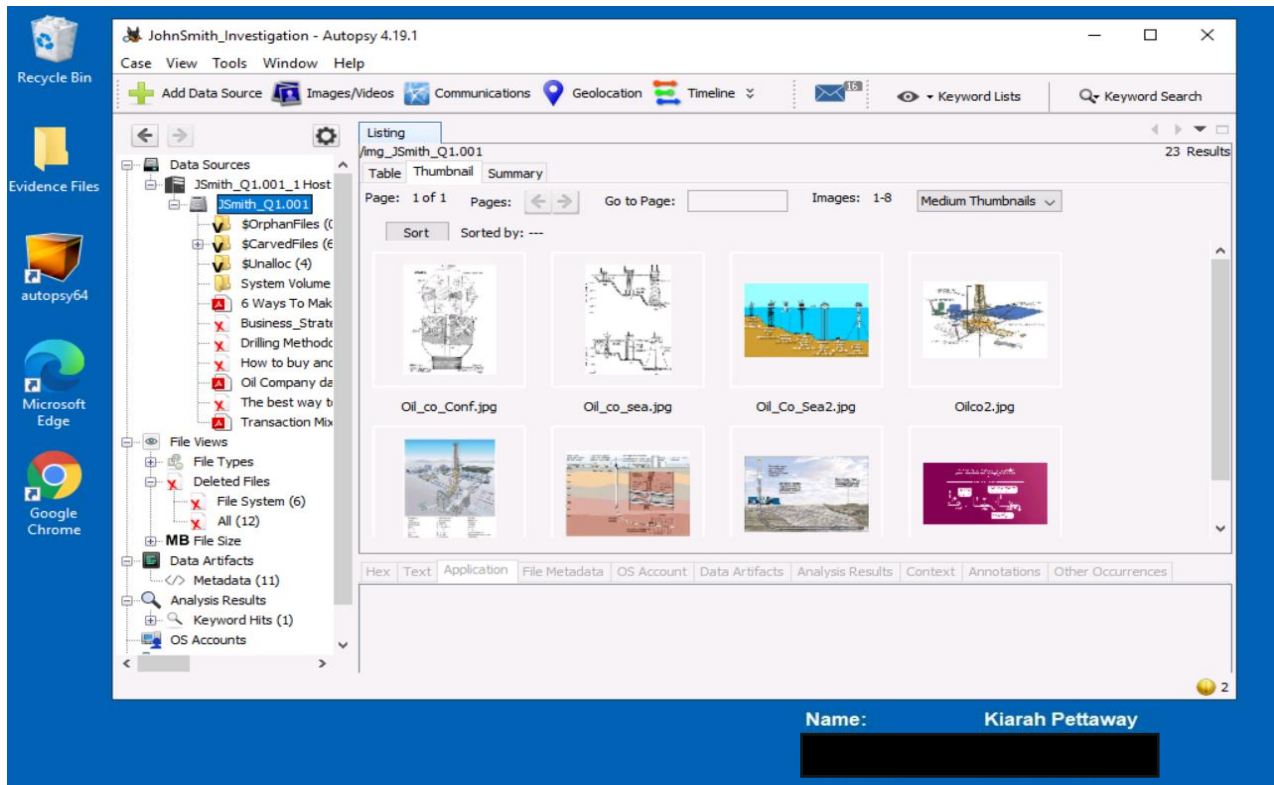 Recycle Bin
Evidence Files
autopsy64
Microsoft
Edge
Google
Chrome
JohnSmith_Investigation - Autopsy 4.19.1
Case View Tools Window Help
Add Data Source Images/Videos Communications Geolocation Timeline 16 Keyword Lists Keyword Search
Data Sources
JSmith_Q1.001_1 Host
JSmith_Q1.001
$OrphanFiles (
$CarvedFiles (6
$Unalloc (4)
System Volume
6 Ways To Mak
Business_Strate
Drilling Methodo
How to buy and
Oil Company da
The best way to
Transaction Mix
File Views
File Types
Deleted Files
File System (6)
All (12)
MB File Size
Data Artifacts
</> Metadata (11)
Analysis Results
Keyword Hits (1)
OS Accounts
Listing
/img_JSmith_Q1.001 23 Results
Table Thumbnail Summary
Page: 1 of 1 Pages: Go to Page: Images: 1-8 Medium Thumbnails
Sort Sorted by: ---
Oil_co_Conf.jpg Oil_co_sea.jpg Oil_Co_Sea2.jpg Oilco2.jpg
Hex Text Application File Metadata OS Account Data Artifacts Analysis Results Context Annotations Other Occurrences
2
Name: Kiarah Pettaway